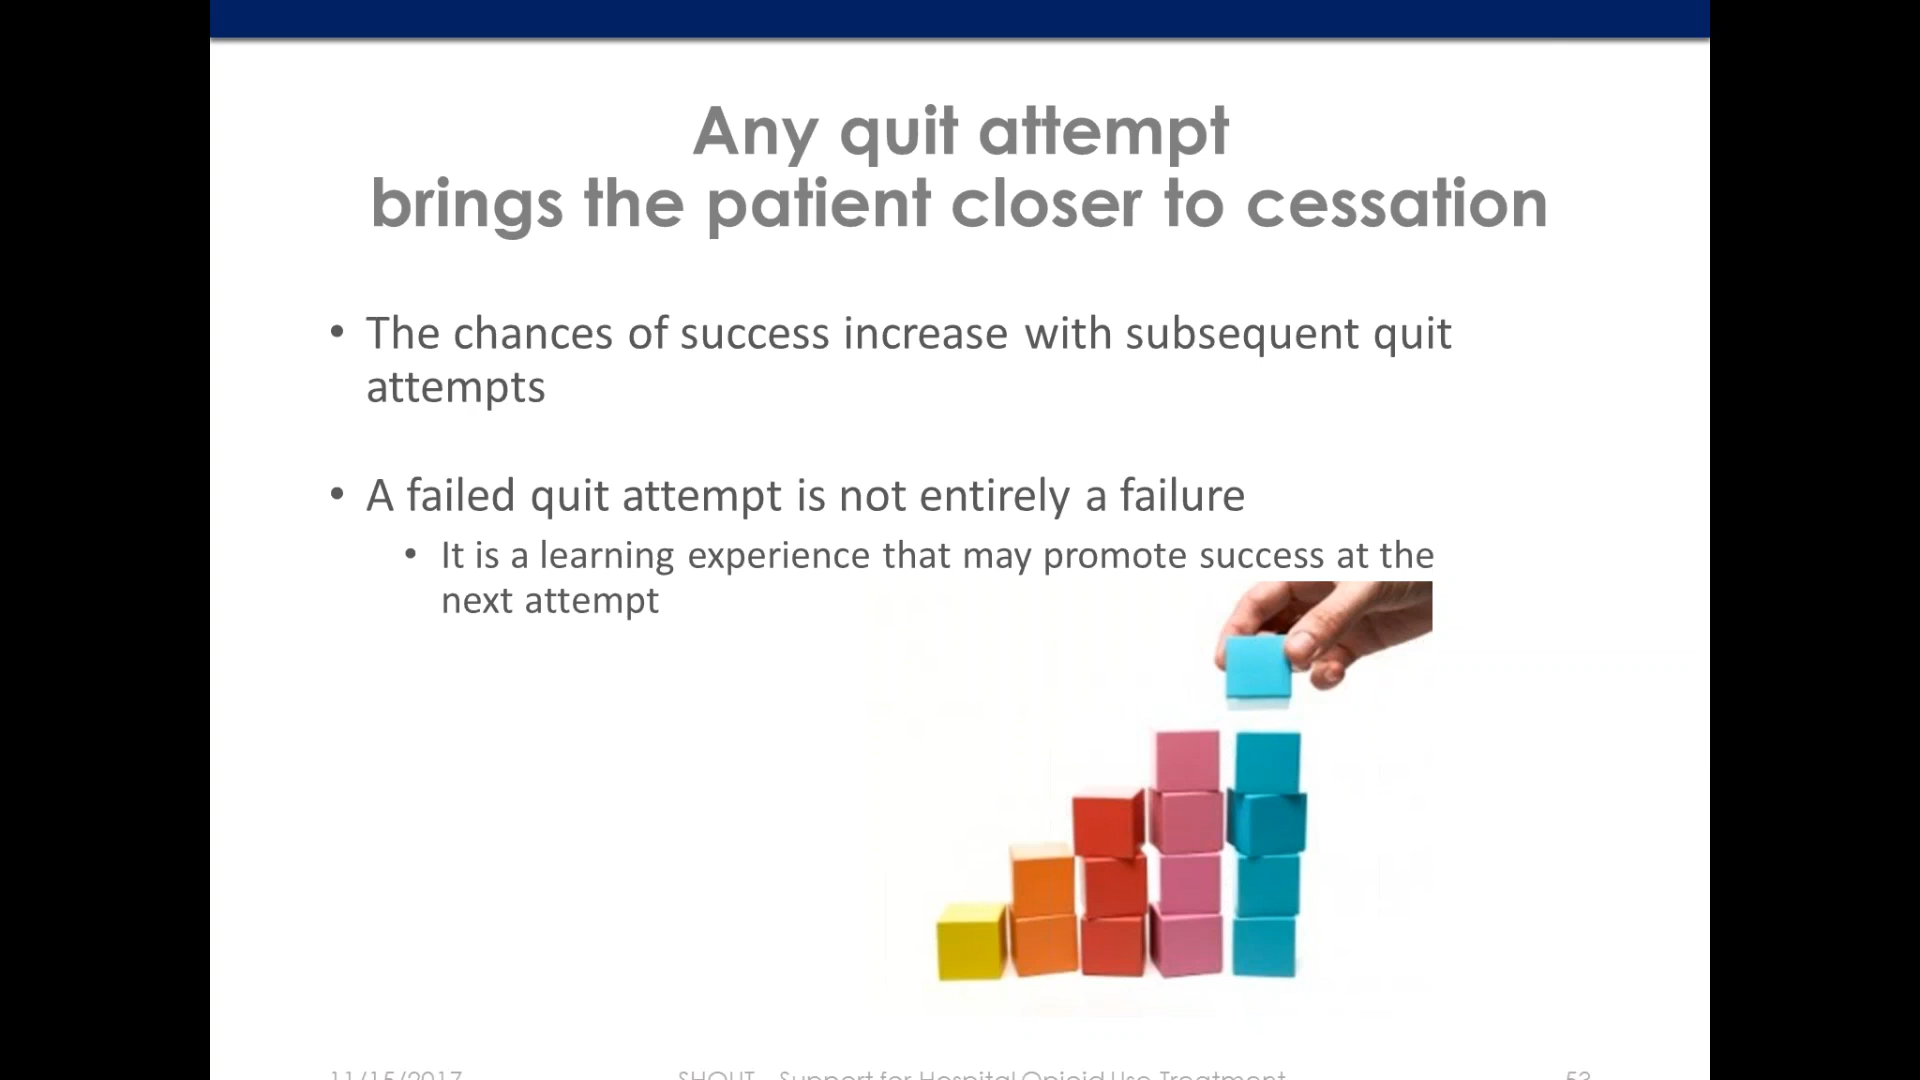 Any quit attempt
brings the patient closer to cessation
• The chances of success increase with subsequent quit
attempts
• A failed quit attempt is not entirely a failure
• It is a learning experience that may promote success at the
next attempt
11/15/2017 SHOUT - Support for Hospital Opioid Use Treatment 53